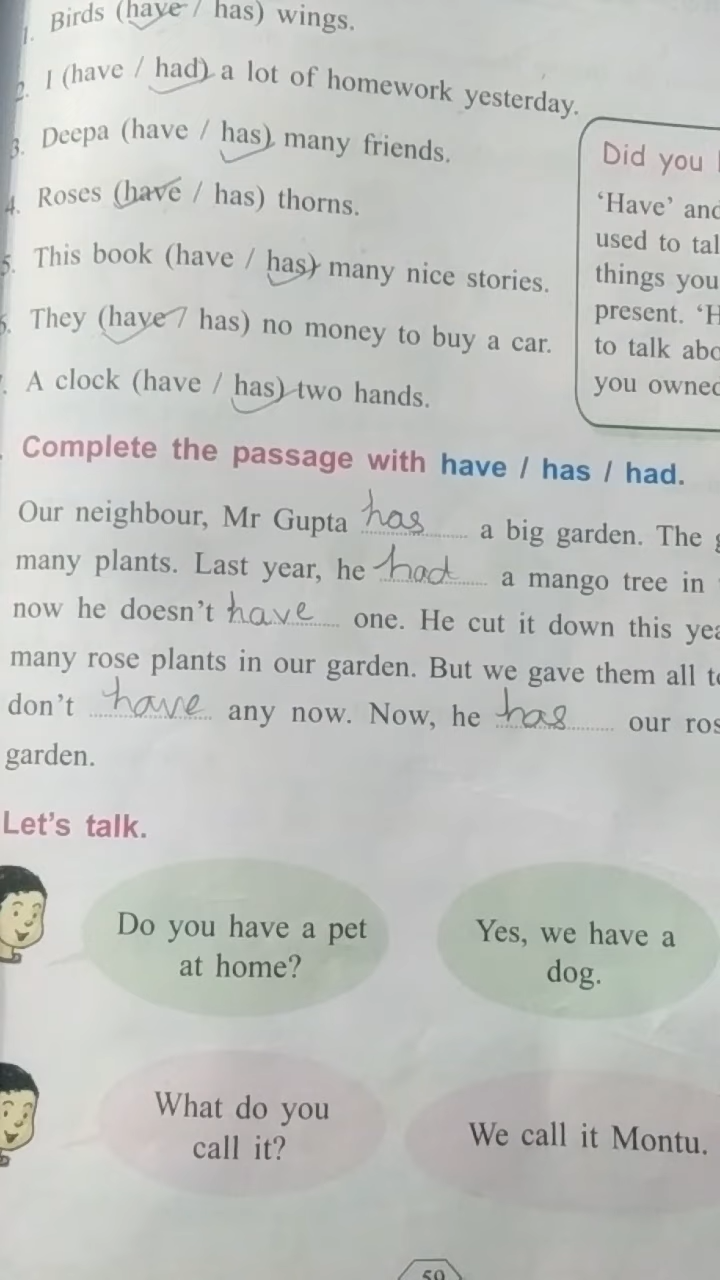 1. Birds (have / has) wings.
2. I (have / had) a lot of homework yesterday.
3. Deepa (have / has) many friends.
4. Roses (have / has) thorns.
5. This book (have / has) many nice stories.
6. They (have / has) no money to buy a car.
A clock (have / has) two hands.
Did you
'Have' and
used to
things you
present.
to talk
you owned
Complete the passage with have / has / had.
Our neighbour, Mr Gupta has a big garden. The
many plants. Last year, he had a mango tree in
now he doesn't have one. He cut it down this
many rose plants in our garden. But we gave them all
don't have any now. Now, he has our
garden.
Let's talk.
Do you have a pet
at home?
Yes, we have a
dog.
What do you
call it?
We call it Montu.
59